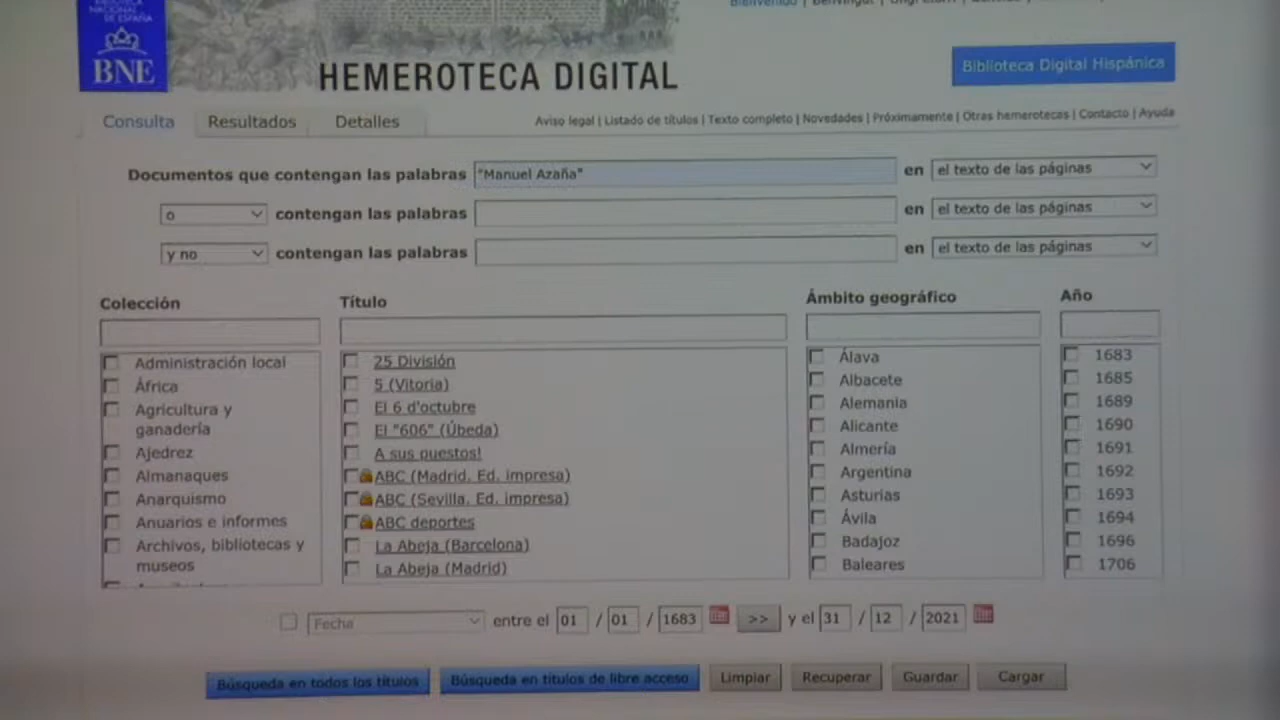 BIBLIOTECA
NACIONAL
DE ESPAÑA
BNE
Bienvenido | Benvingut |
HEMEROTECA DIGITAL
Biblioteca Digital Hispánica
Consulta Resultados Detalles
Aviso legal | Listado de títulos | Texto completo | Novedades | Próximamente | Otras hemerotecas | Contacto | Ayuda
Documentos que contengan las palabras "Manuel Azaña" en el texto de las páginas
o contengan las palabras en el texto de las páginas
y no contengan las palabras en el texto de las páginas
Colección
Administración local
África
Agricultura y
ganadería
Ajedrez
Almanaques
Anarquismo
Anuarios e informes
Archivos, bibliotecas y
museos
Título
25 División
5 (Vitoria)
El 6 d'octubre
El "606" (Úbeda)
A sus puestos!
ABC (Madrid. Ed. impresa)
ABC (Sevilla. Ed. impresa)
ABC deportes
La Abeja (Barcelona)
La Abeja (Madrid)
Ámbito geográfico
Álava
Albacete
Alemania
Alicante
Almería
Argentina
Asturias
Ávila
Badajoz
Baleares
Año
1683
1685
1689
1690
1691
1692
1693
1694
1696
1706
Fecha entre el 01 / 01 / 1683 >> y el 31 / 12 / 2021
Búsqueda en todos los títulos Búsqueda en títulos de libre acceso Limpiar Recuperar Guardar Cargar